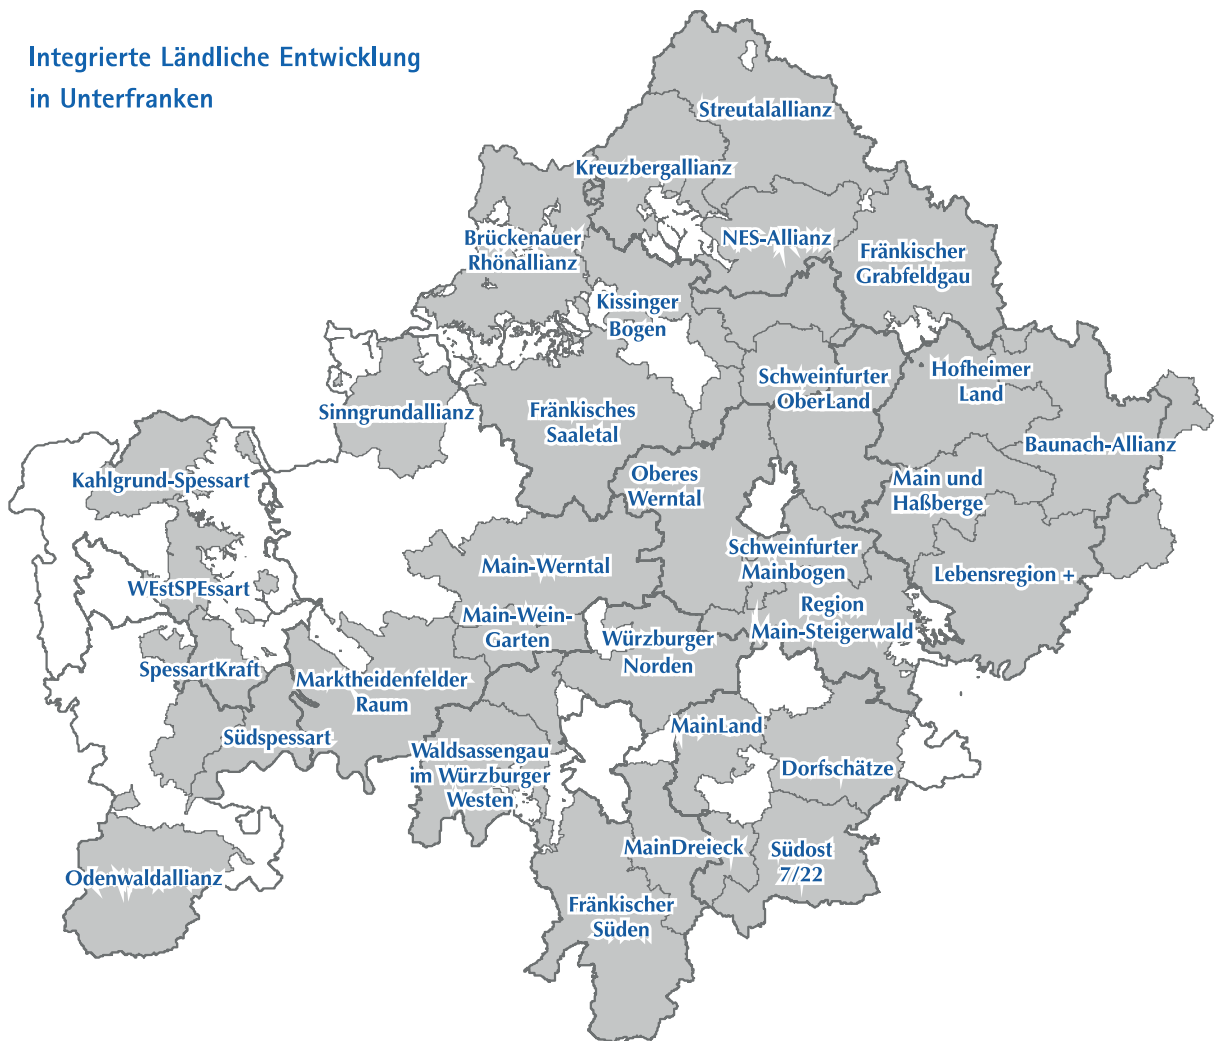 Integrierte Ländliche Entwicklung
in Unterfranken
Streutalallianz
Kreuzbergallianz
Brückenauer
Rhönallianz
NES-Allianz
Fränkischer
Grabfeldgau
Kissinger
Bogen
Sinngrundallianz
Fränkisches
Saaletal
Schweinfurter
OberLand
Hofheimer
Land
Baunach-Allianz
Kahlgrund-Spessart
Oberes
Werntal
Main und
Haßberge
Main-Werntal
Schweinfurter
Mainbogen
Lebensregion +
WEstSPEssart
Main-Wein-
Garten
Würzburger
Norden
Region
Main-Steigerwald
SpessartKraft
Marktheidenfelder
Raum
Südspessart
MainLand
Waldsassengau
im Würzburger
Westen
Dorfschätze
MainDreieck
Südost
7/22
Odenwaldallianz
Fränkischer
Süden